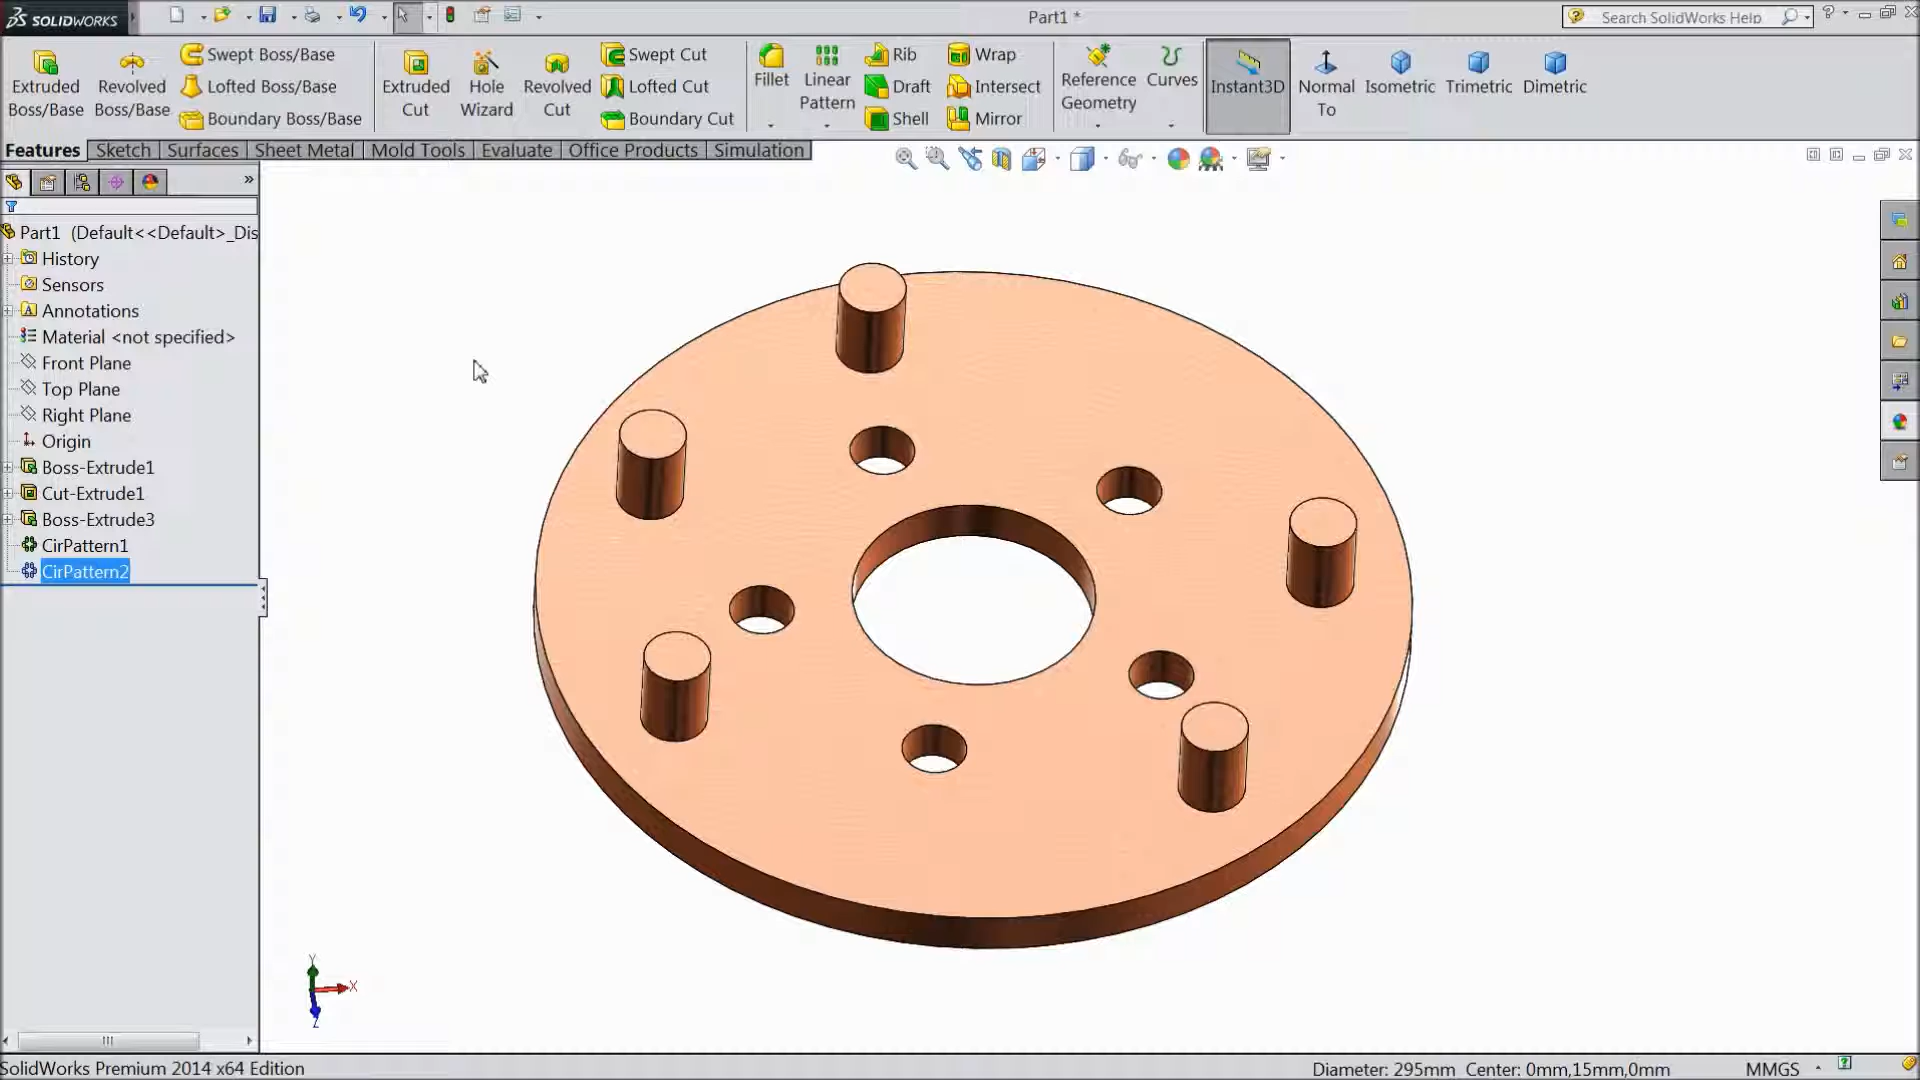 SOLIDWORKS
Part1 *
Search SolidWorks Help
Extruded Boss/Base
Revolved Boss/Base
Swept Boss/Base
Lofted Boss/Base
Boundary Boss/Base
Extruded Cut
Hole Wizard
Revolved Cut
Swept Cut
Lofted Cut
Boundary Cut
Fillet
Linear Pattern
Rib
Draft
Shell
Wrap
Intersect
Mirror
Reference Geometry
Curves
Instant3D
Normal To
Isometric
Trimetric
Dimetric
Features
Sketch
Surfaces
Sheet Metal
Mold Tools
Evaluate
Office Products
Simulation
Part1 (Default<<Default>_Dis
History
Sensors
Annotations
Material <not specified>
Front Plane
Top Plane
Right Plane
Origin
Boss-Extrude1
Cut-Extrude1
Boss-Extrude3
CirPattern1
CirPattern2
Y
X
Z
SolidWorks Premium 2014 x64 Edition
Diameter: 295mm Center: 0mm,15mm,0mm
MMGS